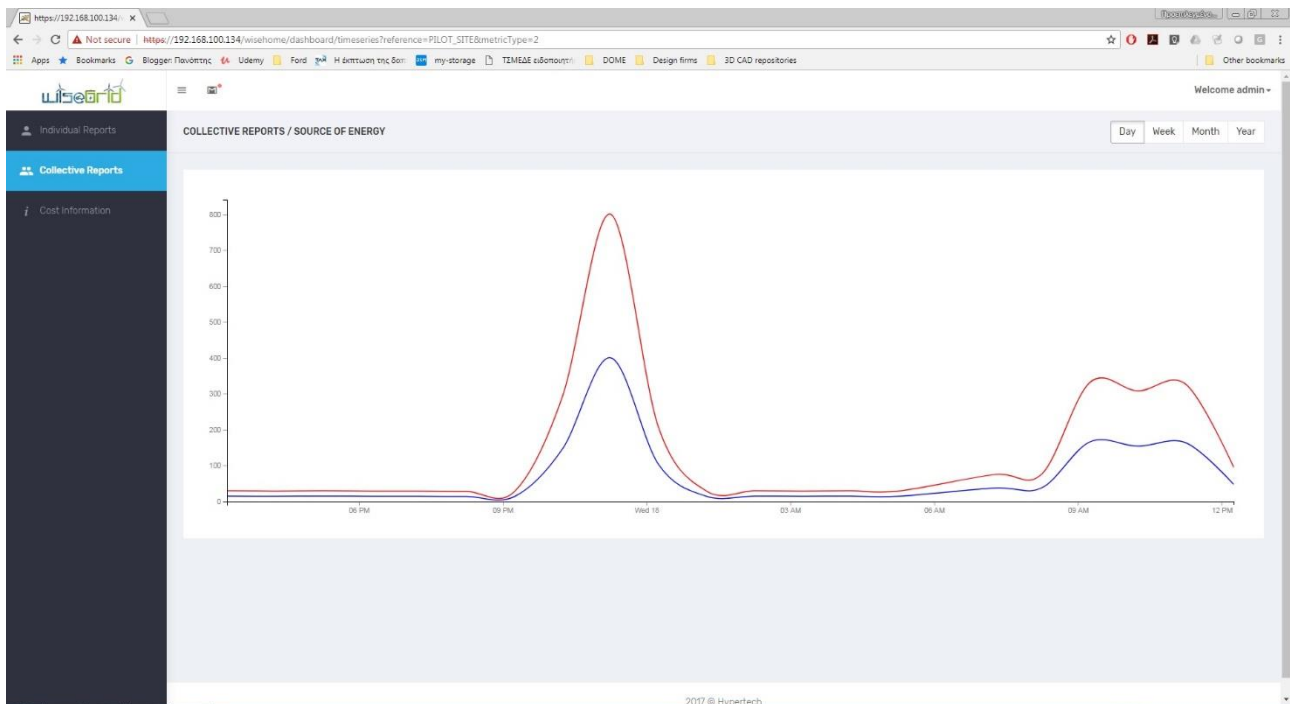 https://192.168.100.134/
Not secure | https://192.168.100.134/wisehome/dashboard/timeseries?reference=PILOT_SITE&metricType=2
Apps Bookmarks Blogger: Πανόπτης Udemy Ford Η έκπτωση της δαπ my-storage ΤΣΜΕΔΕ ειδοποιητή DOME Design firms 3D CAD repositories Other bookmarks
wiseGrid
Welcome admin
Individual Reports
Collective Reports
Cost Information
COLLECTIVE REPORTS / SOURCE OF ENERGY
Day Week Month Year
800
700
600
500
400
300
200
100
0
06 PM 09 PM Wed 18 03 AM 06 AM 09 AM 12 PM
2017 © Hypertech